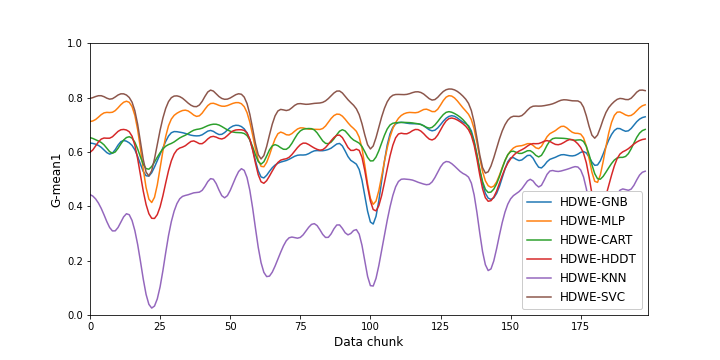 1.0
0.8
0.6
0.4
0.2
0.0
G-mean1
0 25 50 75 100 125 150 175
Data chunk
HDWE-GNB
HDWE-MLP
HDWE-CART
HDWE-HDDT
HDWE-KNN
HDWE-SVC